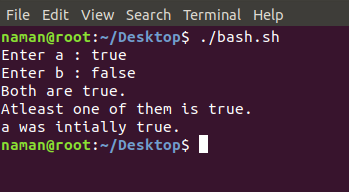 File Edit View Search Terminal Help
naman@root:~/Desktop$ ./bash.sh
Enter a : true
Enter b : false
Both are true.
Atleast one of them is true.
a was intially true.
naman@root:~/Desktop$